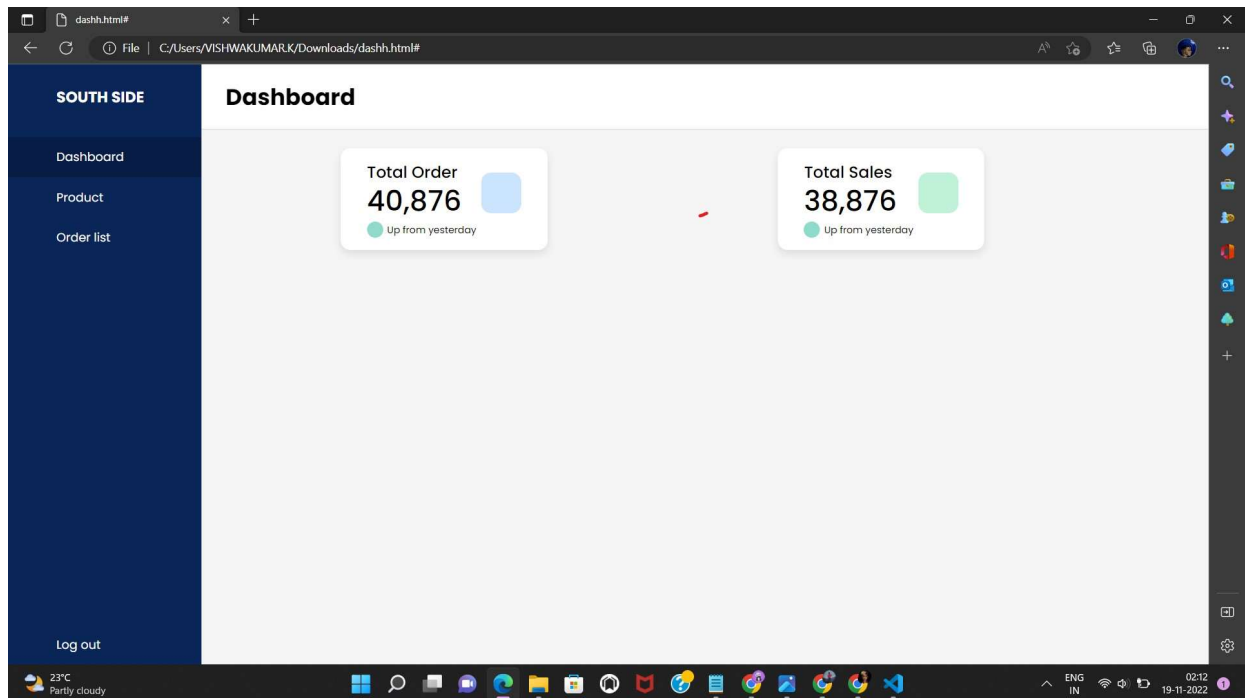 dashh.html#
File | C:/Users/VISHWAKUMAR.K/Downloads/dashh.html#
SOUTH SIDE
Dashboard
Dashboard
Product
Order list
Total Order
40,876
Up from yesterday
Total Sales
38,876
Up from yesterday
Log out
23°C
Partly cloudy
ENG
IN
02:12
19-11-2022
1